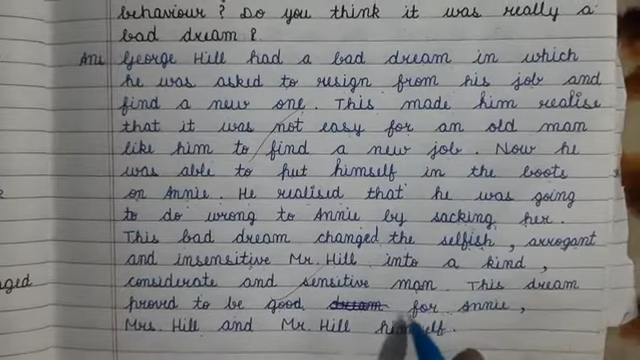 behaviour? Do you think it was really a
bad dream?
Ans George Hill had a bad dream in which
he was asked to resign from his job and
find a new one. This made him realise
that it was not easy for an old man
like him to find a new job. Now he
was able to put himself in the boots
on Annie. He realised that he was going
to do wrong to Annie by sacking her.
This bad dream changed the selfish, arrogant
and insensitive Mr. Hill into a kind,
considerate and sensitive man. This dream
proved to be good dream for Annie,
Mrs. Hill and Mr. Hill himself.